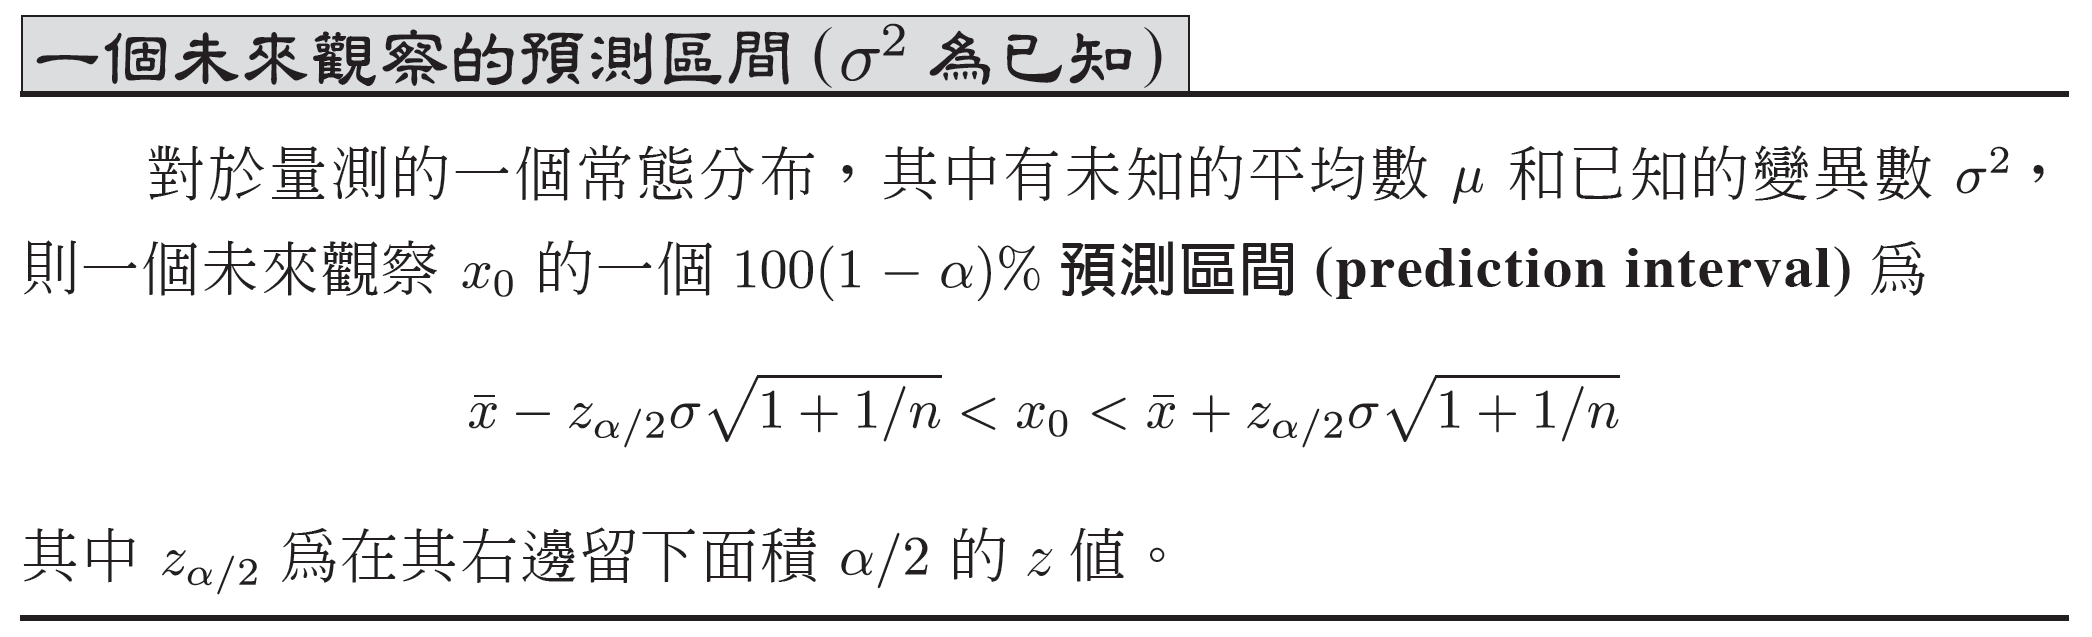 一個未來觀察的預測區間 (σ² 為已知)
對於量測的一個常態分布，其中有未知的平均數 μ 和已知的變異數 σ²，
則一個未來觀察 x₀ 的一個 100(1 − α)% 預測區間 (prediction interval) 為
x̄ − z_{α/2}σ√(1 + 1/n) < x₀ < x̄ + z_{α/2}σ√(1 + 1/n)
其中 z_{α/2} 為在其右邊留下面積 α/2 的 z 值。